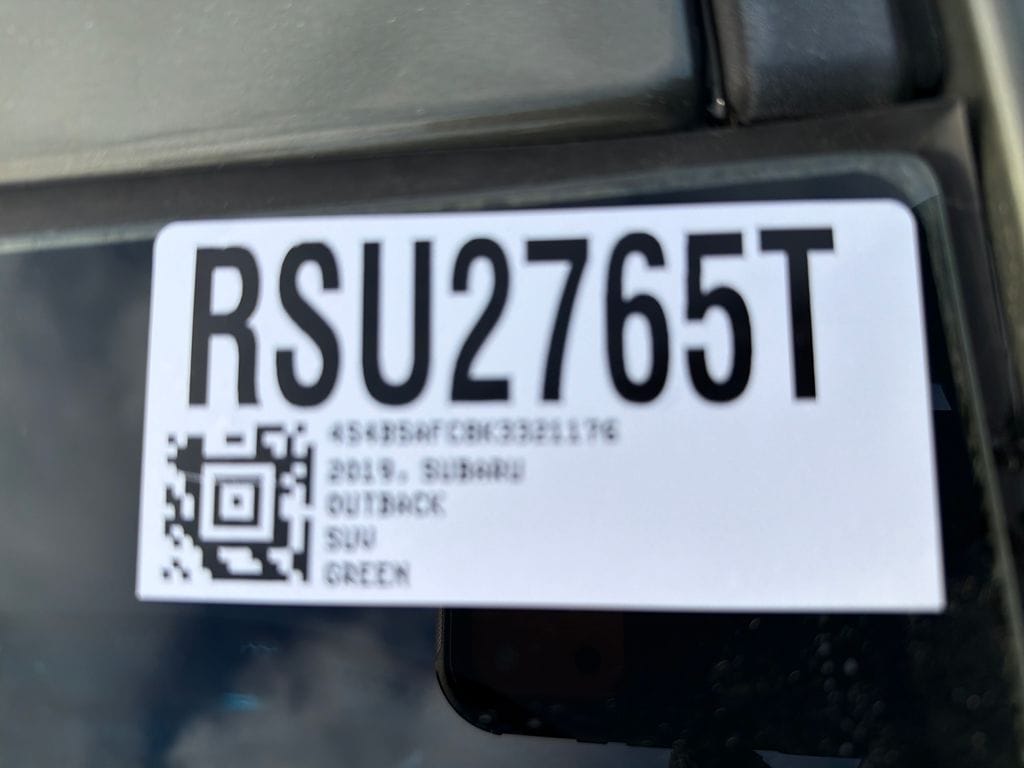 RSU2765T
4S4BSAFC8K3321176
2019. SUBARU
OUTBACK
SUV
GREEN